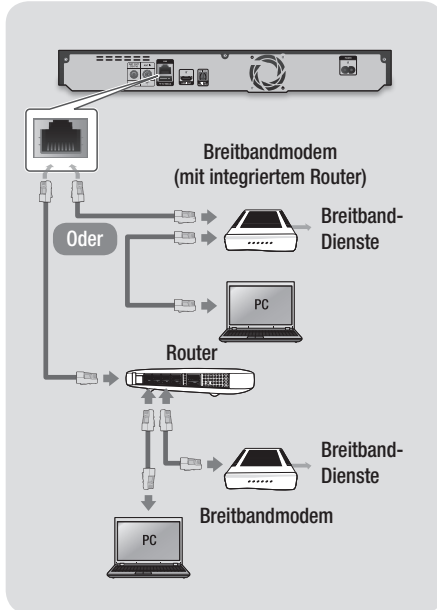 Breitbandmodem
(mit integriertem Router)
Breitband-
Dienste
Oder
PC
Router
Breitband-
Dienste
Breitbandmodem
PC